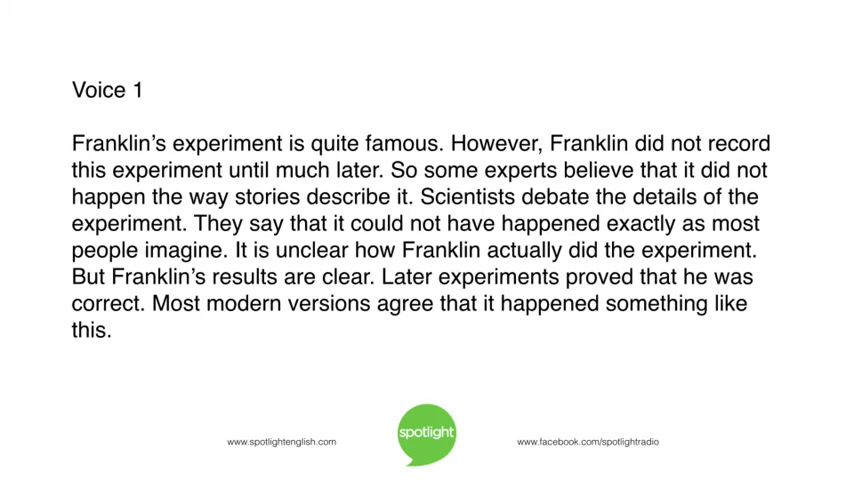 Voice 1
Franklin’s experiment is quite famous. However, Franklin did not record
this experiment until much later. So some experts believe that it did not
happen the way stories describe it. Scientists debate the details of the
experiment. They say that it could not have happened exactly as most
people imagine. It is unclear how Franklin actually did the experiment.
But Franklin’s results are clear. Later experiments proved that he was
correct. Most modern versions agree that it happened something like
this.
www.spotlightenglish.com
spotlight
www.facebook.com/spotlightradio